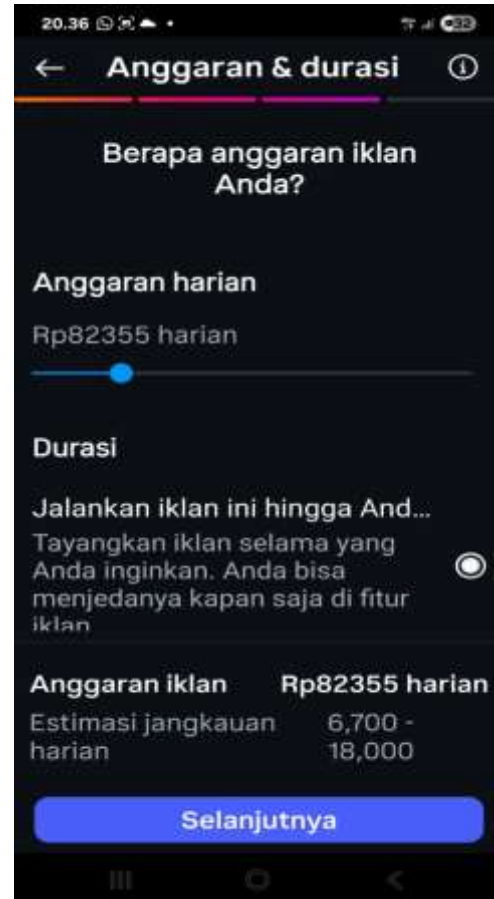 20.36
Anggaran & durasi
Berapa anggaran iklan
Anda?
Anggaran harian
Rp82355 harian
Durasi
Jalankan iklan ini hingga And...
Tayangkan iklan selama yang
Anda inginkan. Anda bisa
menjedanya kapan saja di fitur
iklan
Anggaran iklan Rp82355 harian
Estimasi jangkauan 6,700 -
harian 18,000
Selanjutnya